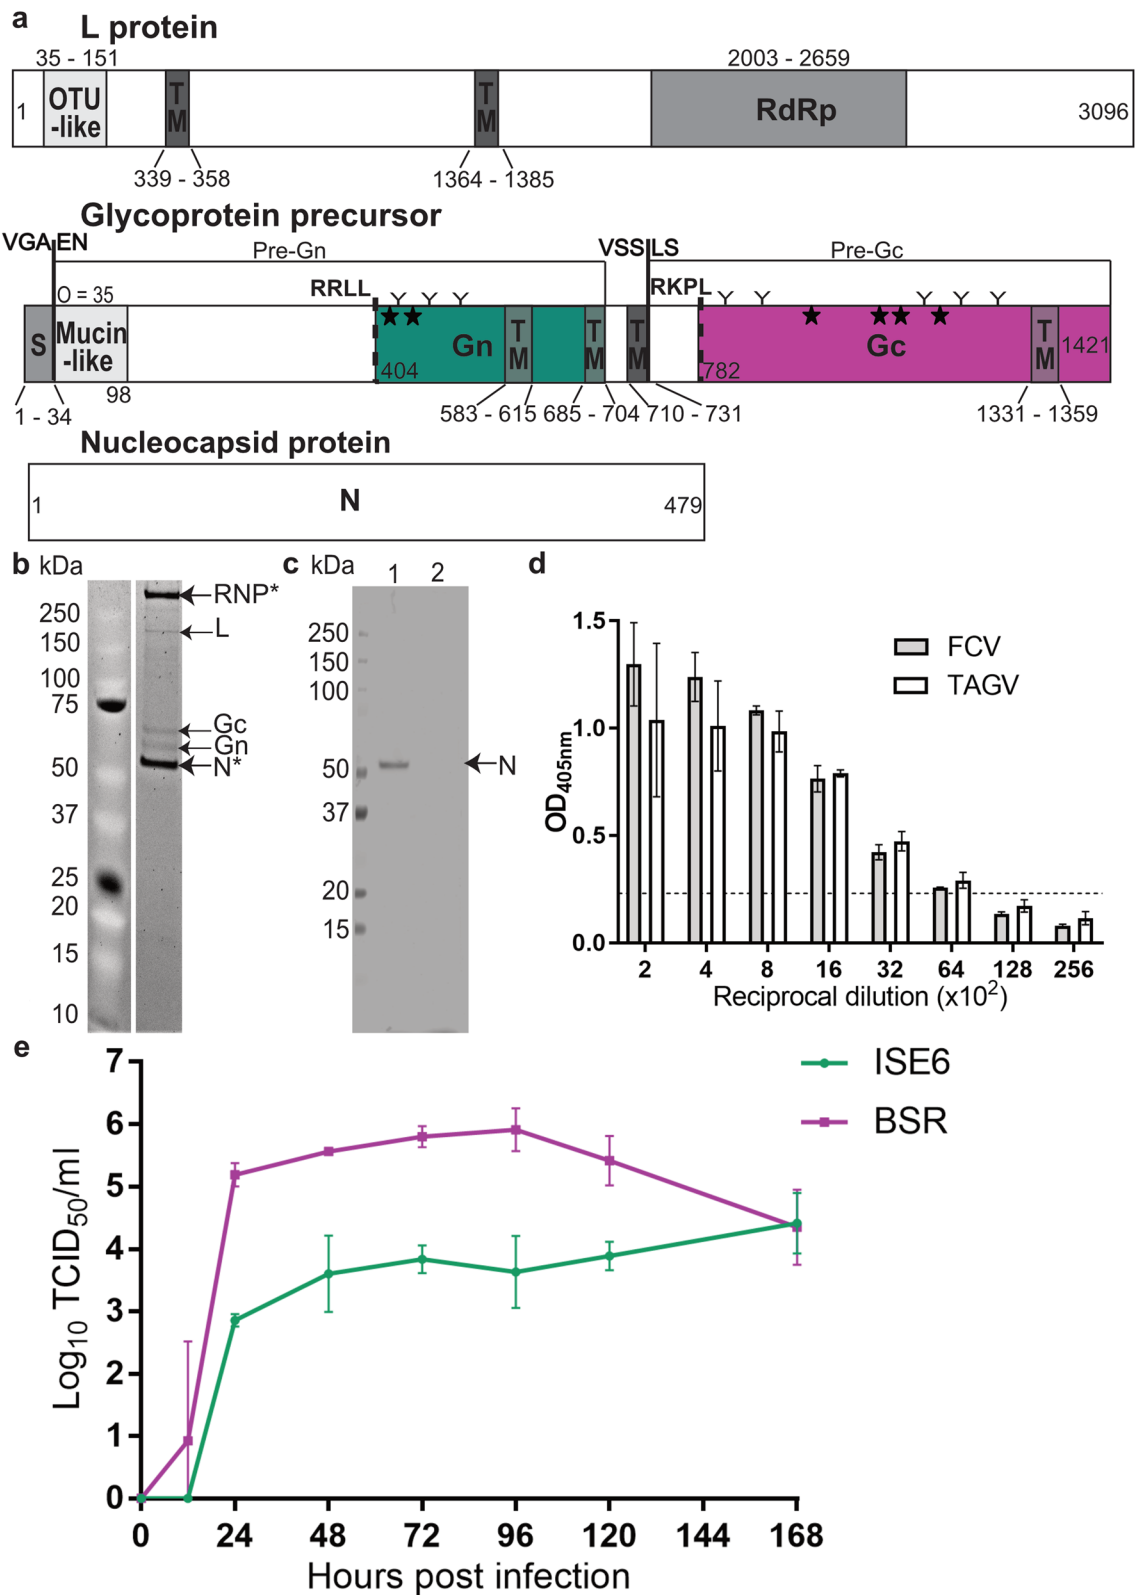 a
L protein
35 - 151
2003 - 2659
1
OTU
-like
TM
TM
RdRp
3096
339 - 358
1364 - 1385
Glycoprotein precursor
VGA EN
Pre-Gn
VSS LS
Pre-Gc
O = 35
RRLL
Y Y Y
RKPL
Y Y Y Y Y
S
Mucin
-like
Gn
TM
TM
TM
Gc
TM
1421
98
404
782
1 - 34
583 - 615
685 - 704
710 - 731
1331 - 1359
Nucleocapsid protein
1
N
479
b
kDa
250
150
100
75
50
37
25
20
15
10
RNP*
L
Gc
Gn
N*
c
kDa
1
2
250
150
100
50
37
20
15
N
d
1.5
1.0
0.5
0.0
OD405nm
FCV
TAGV
2 4 8 16 32 64 128 256
Reciprocal dilution (x10²)
e
7
6
5
4
3
2
1
0
Log₁₀ TCID₅₀/ml
ISE6
BSR
0 24 48 72 96 120 144 168
Hours post infection